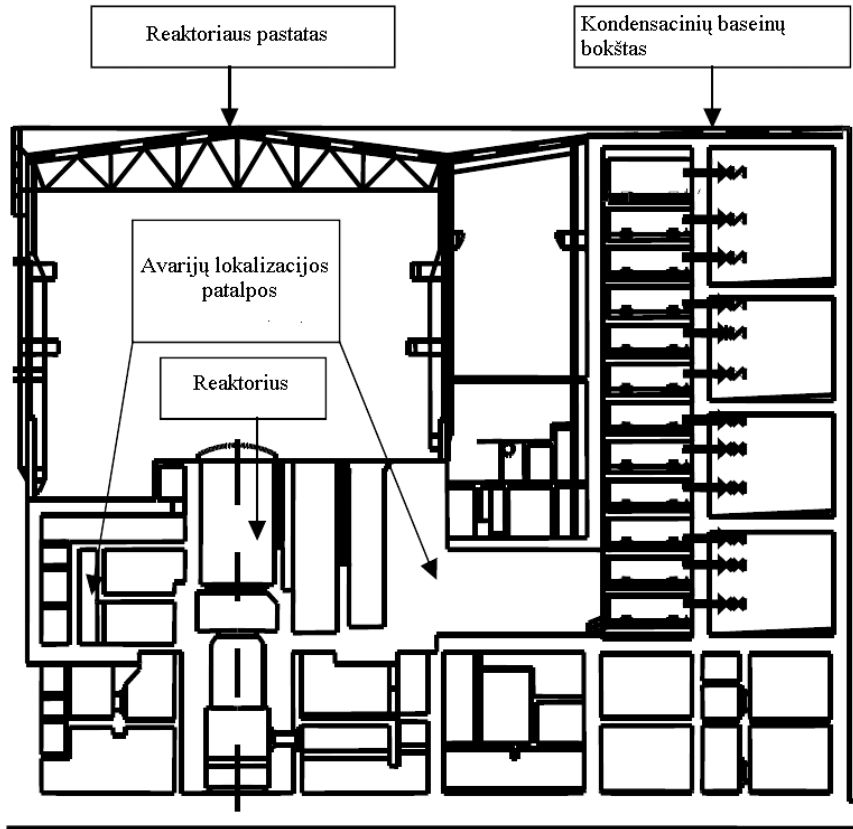 Reaktoriaus pastatas
Kondensacinių baseinų
bokštas
Avarijų lokalizacijos
patalpos
Reaktorius